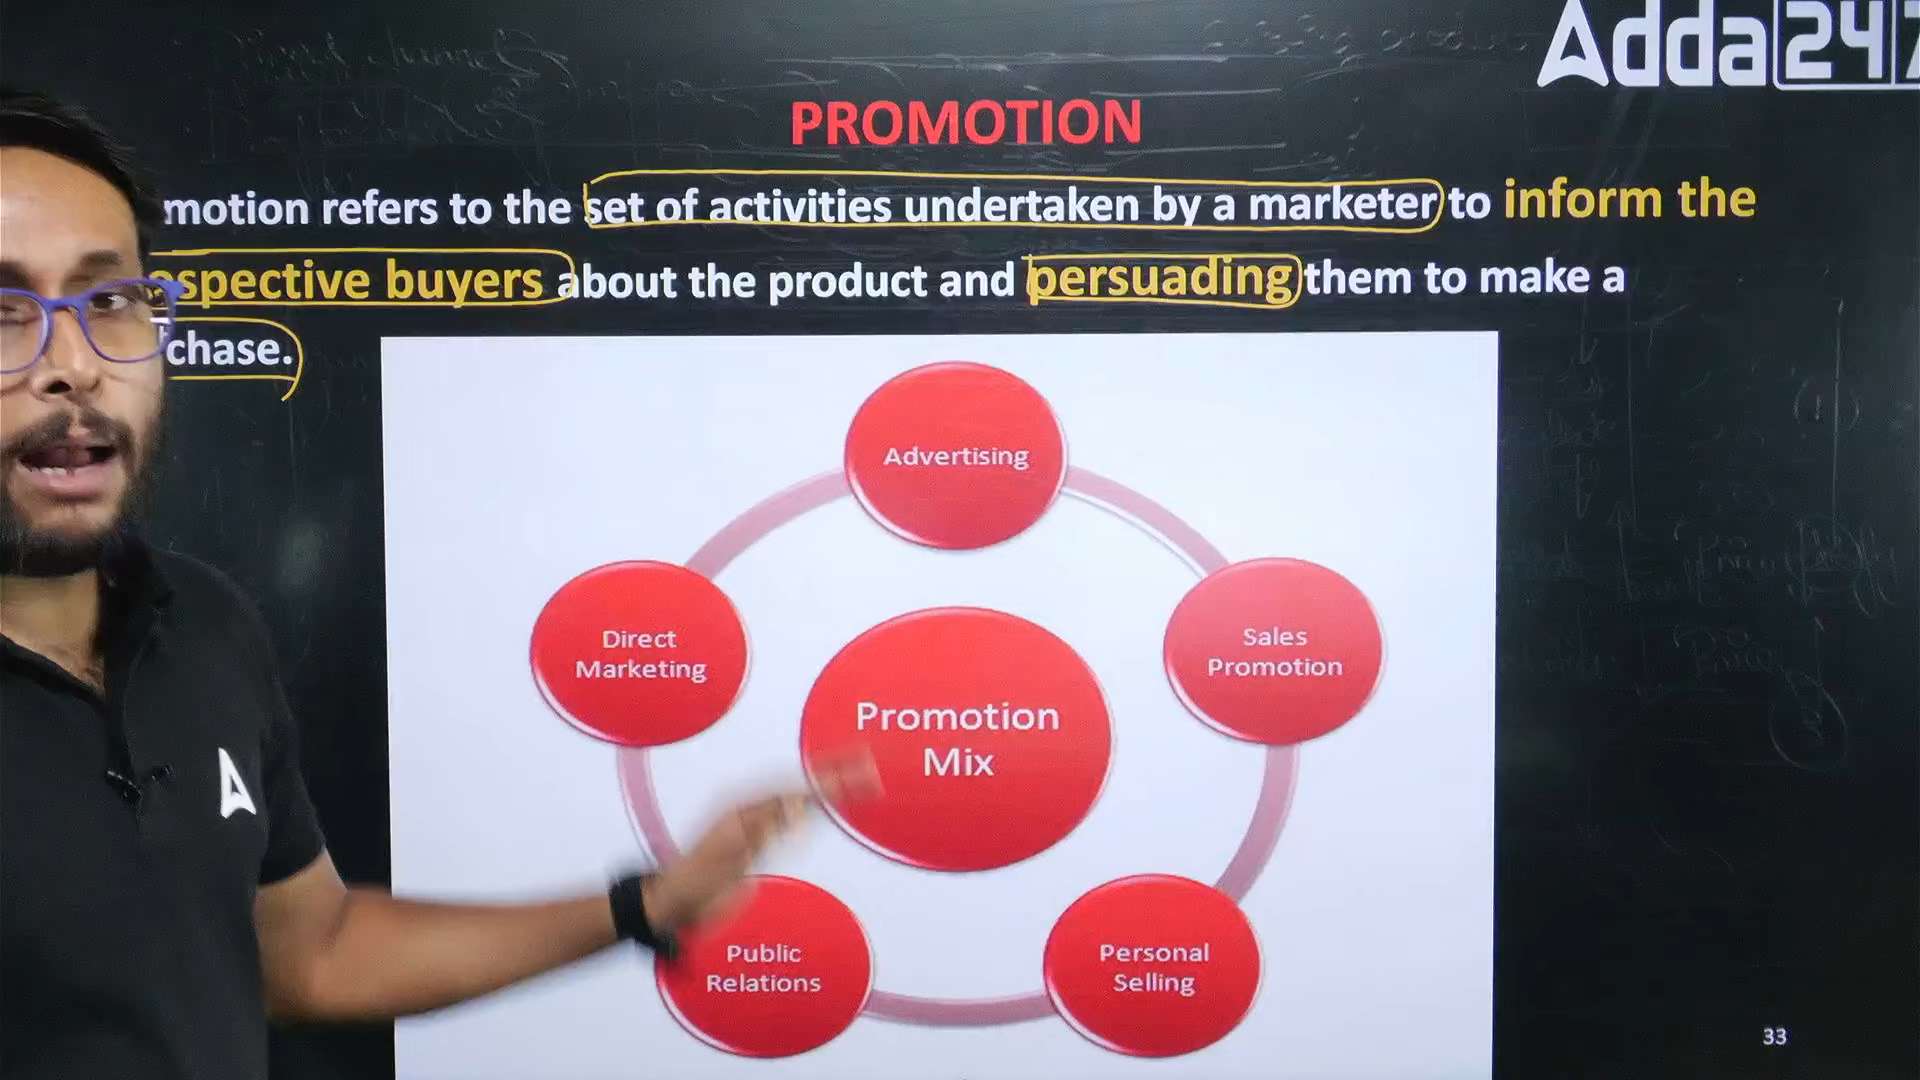 Adda247
PROMOTION
motion refers to the set of activities undertaken by a marketer to inform the
ospective buyers about the product and persuading them to make a
chase.
Advertising
Direct
Marketing
Sales
Promotion
Promotion
Mix
Public
Relations
Personal
Selling
33